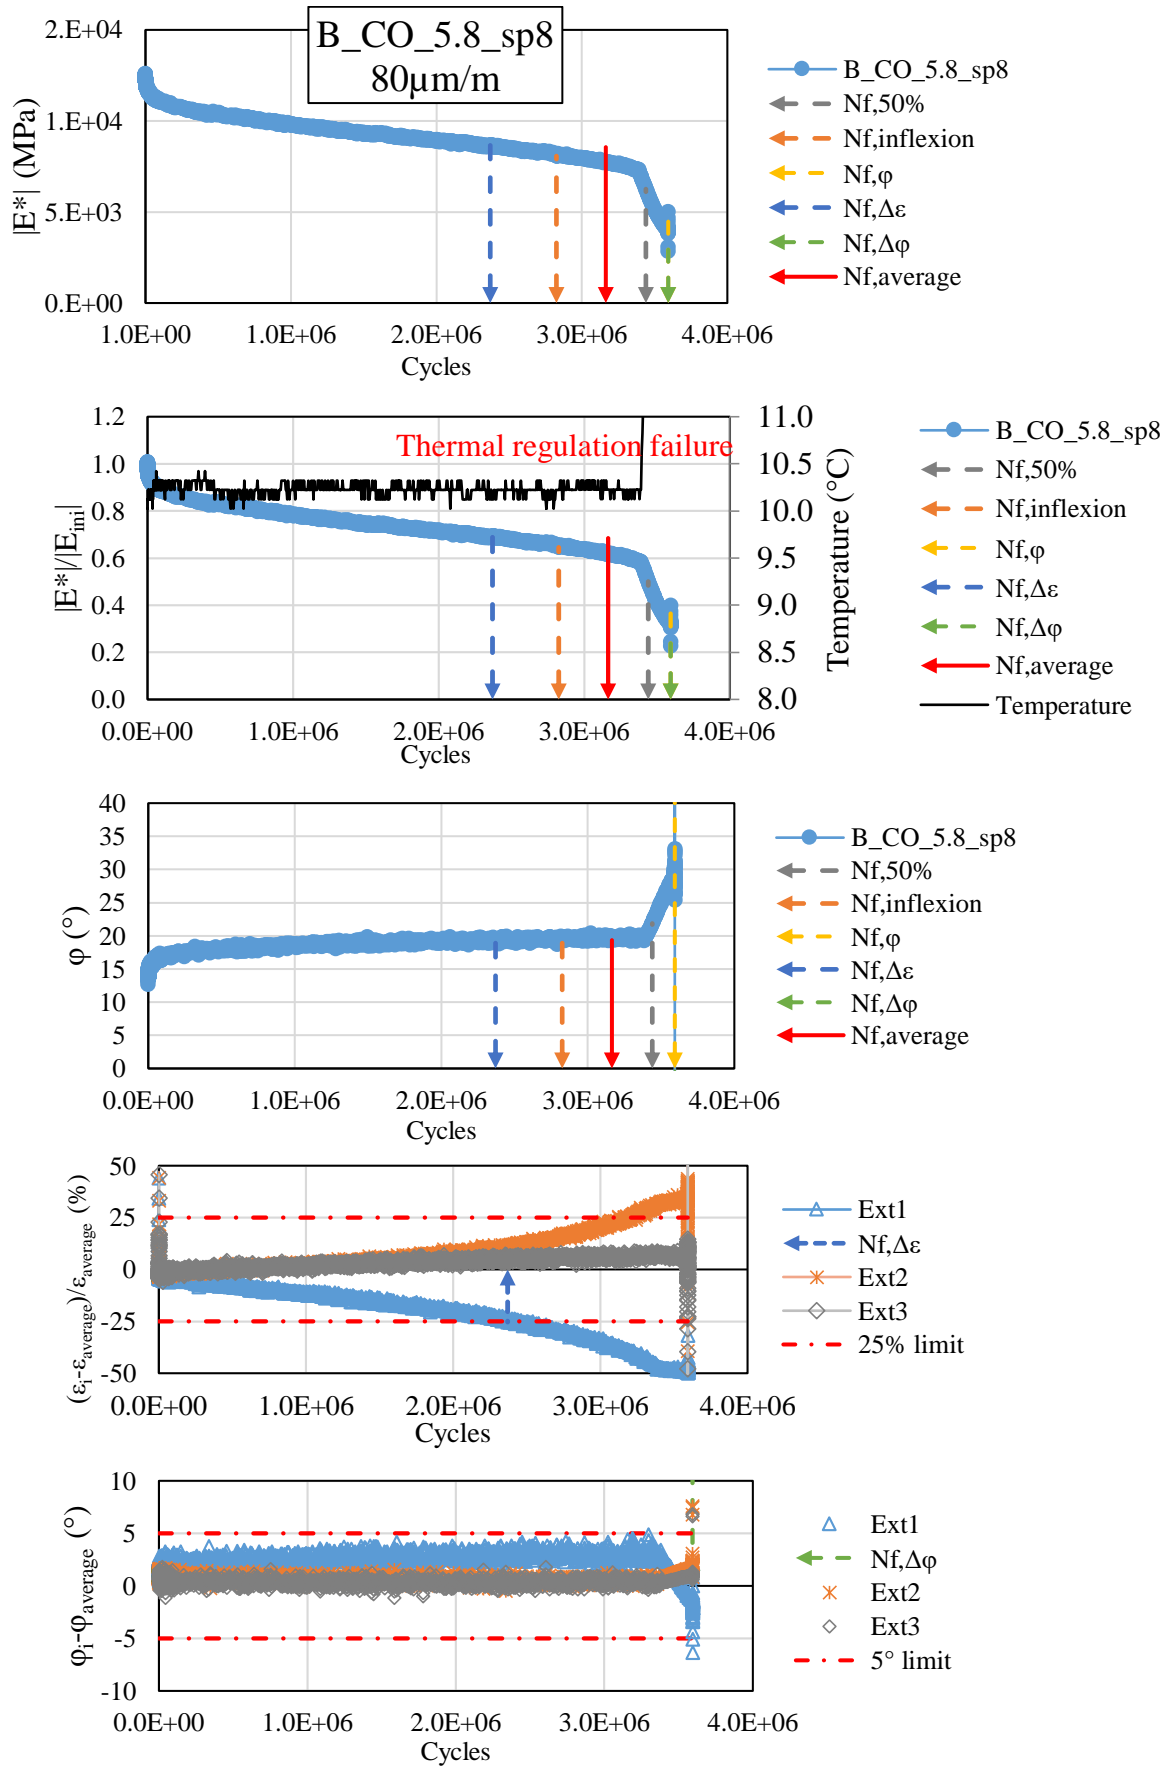 B_CO_5.8_sp8
80µm/m
|E*| (MPa)
2.E+04
1.E+04
5.E+03
0.E+00
1.0E+00
1.0E+06
2.0E+06
3.0E+06
4.0E+06
Cycles
B_CO_5.8_sp8
Nf,50%
Nf,inflexion
Nf,φ
Nf,Δε
Nf,Δφ
Nf,average
|E*|/|E_ini|
1.2
1.0
0.8
0.6
0.4
0.2
0.0
Thermal regulation failure
11.0
10.5
10.0
9.5
9.0
8.5
8.0
Temperature (°C)
0.0E+00
1.0E+06
2.0E+06
3.0E+06
4.0E+06
Cycles
B_CO_5.8_sp8
Nf,50%
Nf,inflexion
Nf,φ
Nf,Δε
Nf,Δφ
Nf,average
Temperature
φ (°)
40
35
30
25
20
15
10
5
0
0.0E+00
1.0E+06
2.0E+06
3.0E+06
4.0E+06
Cycles
B_CO_5.8_sp8
Nf,50%
Nf,inflexion
Nf,φ
Nf,Δε
Nf,Δφ
Nf,average
(ε_i-ε_average)/ε_average (%)
50
25
0
-25
-50
0.0E+00
1.0E+06
2.0E+06
3.0E+06
4.0E+06
Cycles
Ext1
Nf,Δε
Ext2
Ext3
25% limit
φ_i-φ_average (°)
10
5
0
-5
-10
0.0E+00
1.0E+06
2.0E+06
3.0E+06
4.0E+06
Cycles
Ext1
Nf,Δφ
Ext2
Ext3
5° limit